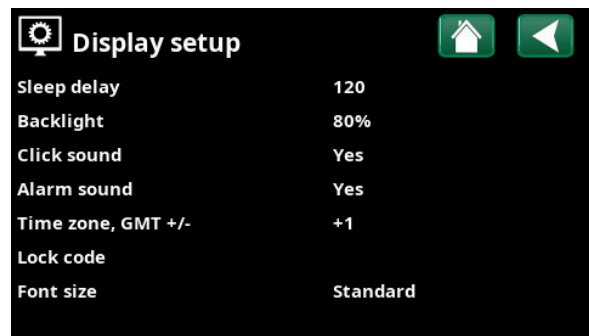 Display setup
Sleep delay 120
Backlight 80%
Click sound Yes
Alarm sound Yes
Time zone, GMT +/- +1
Lock code
Font size Standard